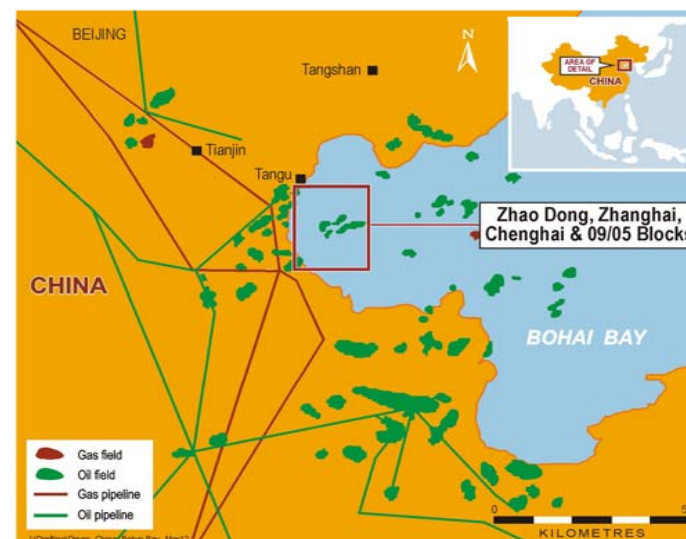 BEIJING
N
Tangshan
AREA OF
DETAIL
CHINA
Tianjin
Tangu
Zhao Dong, Zhanghai,
Chenghai & 09/05 Blocks
CHINA
BOHAI BAY
Gas field
Oil field
Gas pipeline
Oil pipeline
0
5
KILOMETRES